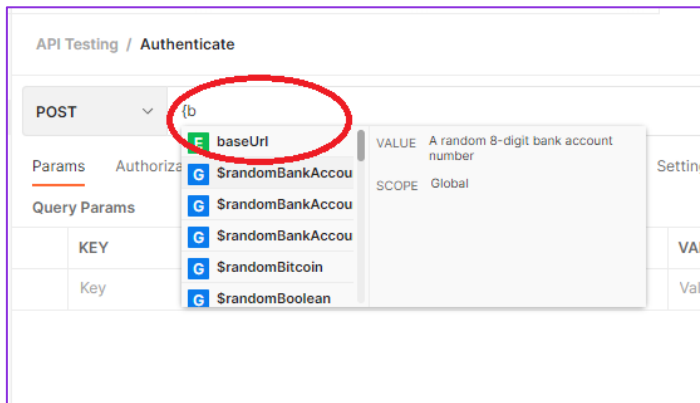 API Testing / Authenticate
POST
{b
E baseUrl
G $randomBankAccou
G $randomBankAccou
G $randomBankAccou
G $randomBitcoin
G $randomBoolean
VALUE A random 8-digit bank account
number
SCOPE Global
Params Authoriza Setting
Query Params
KEY VA
Key Val